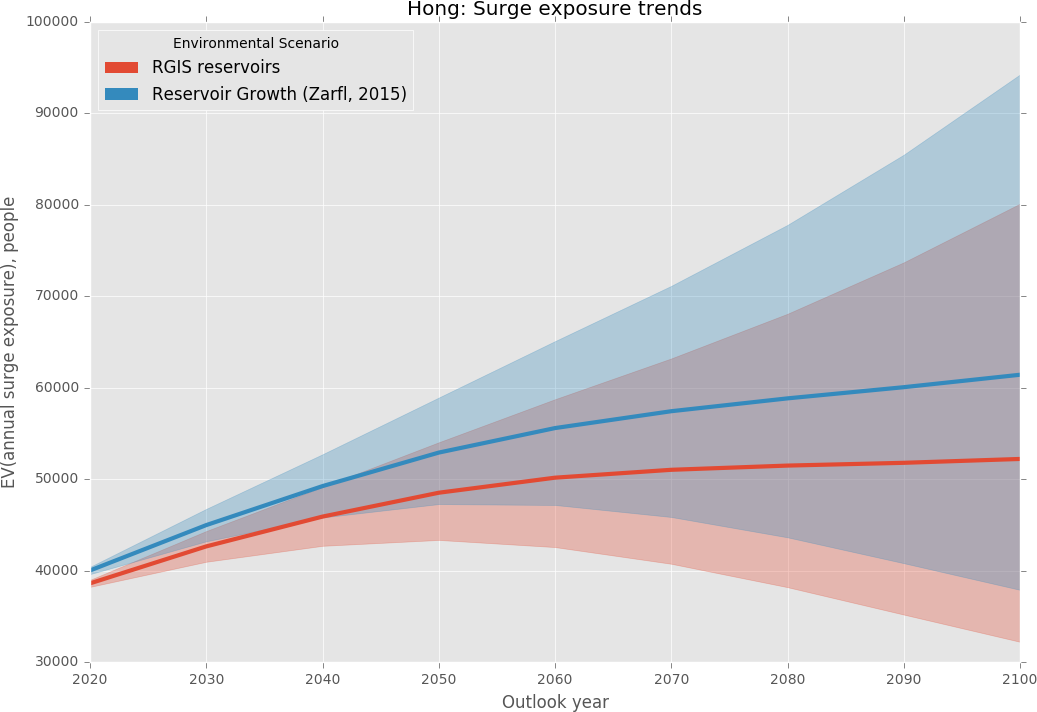 Hong: Surge exposure trends
Environmental Scenario
RGIS reservoirs
Reservoir Growth (Zarfl, 2015)
EV(annual surge exposure), people
100000
90000
80000
70000
60000
50000
40000
30000
2020 2030 2040 2050 2060 2070 2080 2090 2100
Outlook year